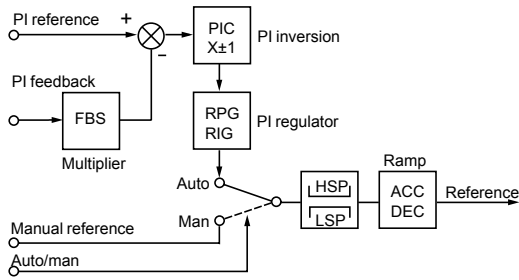 PI reference
+
−
PIC
X±1
PI inversion
PI feedback
FBS
Multiplier
RPG
RIG
PI regulator
Auto
Man
HSP
LSP
Ramp
ACC
DEC
Reference
Manual reference
Auto/man